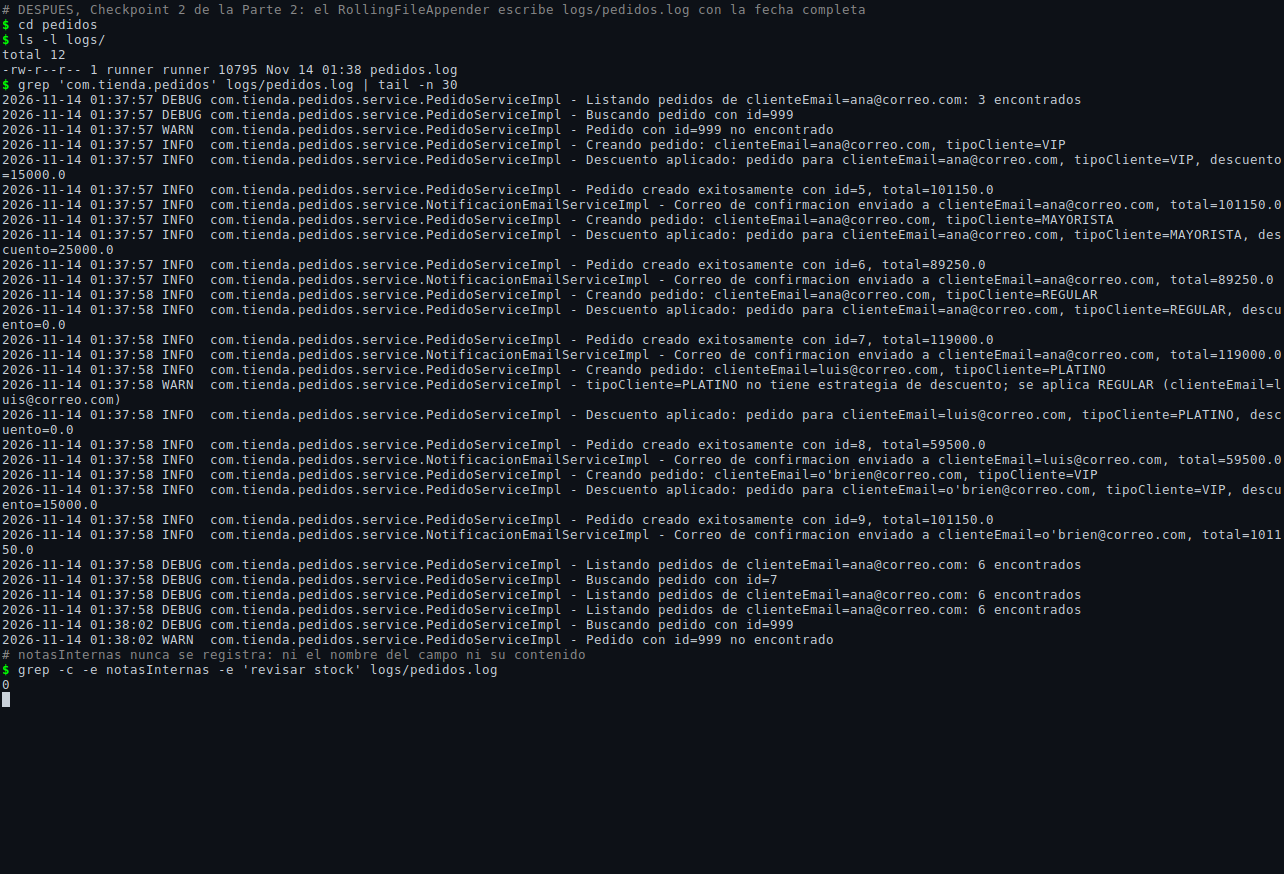 # DESPUES, Checkpoint 2 de la Parte 2: el RollingFileAppender escribe logs/pedidos.log con la fecha completa
$ cd pedidos
$ ls -l logs/
total 12
-rw-r--r-- 1 runner runner 10795 Nov 14 01:38 pedidos.log
$ grep 'com.tienda.pedidos' logs/pedidos.log | tail -n 30
2026-11-14 01:37:57 DEBUG com.tienda.pedidos.service.PedidoServiceImpl - Listando pedidos de clienteEmail=ana@correo.com: 3 encontrados
2026-11-14 01:37:57 DEBUG com.tienda.pedidos.service.PedidoServiceImpl - Buscando pedido con id=999
2026-11-14 01:37:57 WARN  com.tienda.pedidos.service.PedidoServiceImpl - Pedido con id=999 no encontrado
2026-11-14 01:37:57 INFO  com.tienda.pedidos.service.PedidoServiceImpl - Creando pedido: clienteEmail=ana@correo.com, tipoCliente=VIP
2026-11-14 01:37:57 INFO  com.tienda.pedidos.service.PedidoServiceImpl - Descuento aplicado: pedido para clienteEmail=ana@correo.com, tipoCliente=VIP, descuento
=15000.0
2026-11-14 01:37:57 INFO  com.tienda.pedidos.service.PedidoServiceImpl - Pedido creado exitosamente con id=5, total=101150.0
2026-11-14 01:37:57 INFO  com.tienda.pedidos.service.NotificacionEmailServiceImpl - Correo de confirmacion enviado a clienteEmail=ana@correo.com, total=101150.0
2026-11-14 01:37:57 INFO  com.tienda.pedidos.service.PedidoServiceImpl - Creando pedido: clienteEmail=ana@correo.com, tipoCliente=MAYORISTA
2026-11-14 01:37:57 INFO  com.tienda.pedidos.service.PedidoServiceImpl - Descuento aplicado: pedido para clienteEmail=ana@correo.com, tipoCliente=MAYORISTA, des
cuento=25000.0
2026-11-14 01:37:57 INFO  com.tienda.pedidos.service.PedidoServiceImpl - Pedido creado exitosamente con id=6, total=89250.0
2026-11-14 01:37:57 INFO  com.tienda.pedidos.service.NotificacionEmailServiceImpl - Correo de confirmacion enviado a clienteEmail=ana@correo.com, total=89250.0
2026-11-14 01:37:58 INFO  com.tienda.pedidos.service.PedidoServiceImpl - Creando pedido: clienteEmail=ana@correo.com, tipoCliente=REGULAR
2026-11-14 01:37:58 INFO  com.tienda.pedidos.service.PedidoServiceImpl - Descuento aplicado: pedido para clienteEmail=ana@correo.com, tipoCliente=REGULAR, descu
ento=0.0
2026-11-14 01:37:58 INFO  com.tienda.pedidos.service.PedidoServiceImpl - Pedido creado exitosamente con id=7, total=119000.0
2026-11-14 01:37:58 INFO  com.tienda.pedidos.service.NotificacionEmailServiceImpl - Correo de confirmacion enviado a clienteEmail=ana@correo.com, total=119000.0
2026-11-14 01:37:58 INFO  com.tienda.pedidos.service.PedidoServiceImpl - Creando pedido: clienteEmail=luis@correo.com, tipoCliente=PLATINO
2026-11-14 01:37:58 WARN  com.tienda.pedidos.service.PedidoServiceImpl - tipoCliente=PLATINO no tiene estrategia de descuento; se aplica REGULAR (clienteEmail=l
uis@correo.com)
2026-11-14 01:37:58 INFO  com.tienda.pedidos.service.PedidoServiceImpl - Descuento aplicado: pedido para clienteEmail=luis@correo.com, tipoCliente=PLATINO, desc
uento=0.0
2026-11-14 01:37:58 INFO  com.tienda.pedidos.service.PedidoServiceImpl - Pedido creado exitosamente con id=8, total=59500.0
2026-11-14 01:37:58 INFO  com.tienda.pedidos.service.NotificacionEmailServiceImpl - Correo de confirmacion enviado a clienteEmail=luis@correo.com, total=59500.0
2026-11-14 01:37:58 INFO  com.tienda.pedidos.service.PedidoServiceImpl - Creando pedido: clienteEmail=o'brien@correo.com, tipoCliente=VIP
2026-11-14 01:37:58 INFO  com.tienda.pedidos.service.PedidoServiceImpl - Descuento aplicado: pedido para clienteEmail=o'brien@correo.com, tipoCliente=VIP, descu
ento=15000.0
2026-11-14 01:37:58 INFO  com.tienda.pedidos.service.PedidoServiceImpl - Pedido creado exitosamente con id=9, total=101150.0
2026-11-14 01:37:58 INFO  com.tienda.pedidos.service.NotificacionEmailServiceImpl - Correo de confirmacion enviado a clienteEmail=o'brien@correo.com, total=1011
50.0
2026-11-14 01:37:58 DEBUG com.tienda.pedidos.service.PedidoServiceImpl - Listando pedidos de clienteEmail=ana@correo.com: 6 encontrados
2026-11-14 01:37:58 DEBUG com.tienda.pedidos.service.PedidoServiceImpl - Buscando pedido con id=7
2026-11-14 01:37:58 DEBUG com.tienda.pedidos.service.PedidoServiceImpl - Listando pedidos de clienteEmail=ana@correo.com: 6 encontrados
2026-11-14 01:37:58 DEBUG com.tienda.pedidos.service.PedidoServiceImpl - Listando pedidos de clienteEmail=ana@correo.com: 6 encontrados
2026-11-14 01:38:02 DEBUG com.tienda.pedidos.service.PedidoServiceImpl - Buscando pedido con id=999
2026-11-14 01:38:02 WARN  com.tienda.pedidos.service.PedidoServiceImpl - Pedido con id=999 no encontrado
# notasInternas nunca se registra: ni el nombre del campo ni su contenido
$ grep -c -e notasInternas -e 'revisar stock' logs/pedidos.log
0